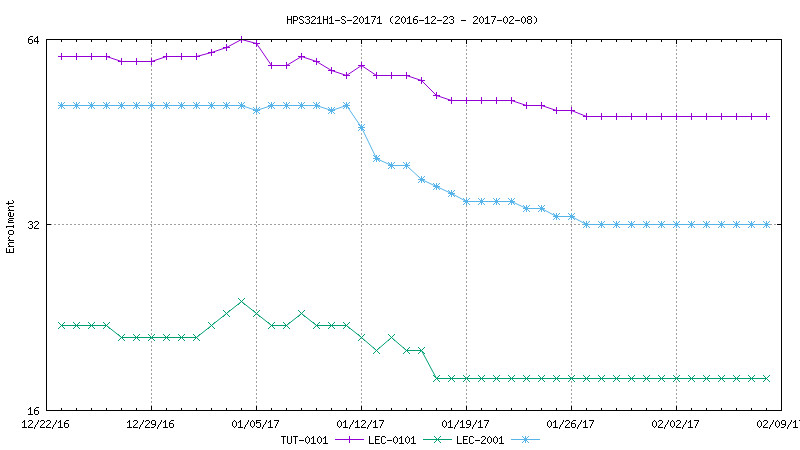 HPS321H1-S-20171 (2016-12-23 - 2017-02-08)
64
Enrolment
32
16
12/22/16 12/29/16 01/05/17 01/12/17 01/19/17 01/26/17 02/02/17 02/09/1
TUT-0101 LEC-0101 LEC-2001